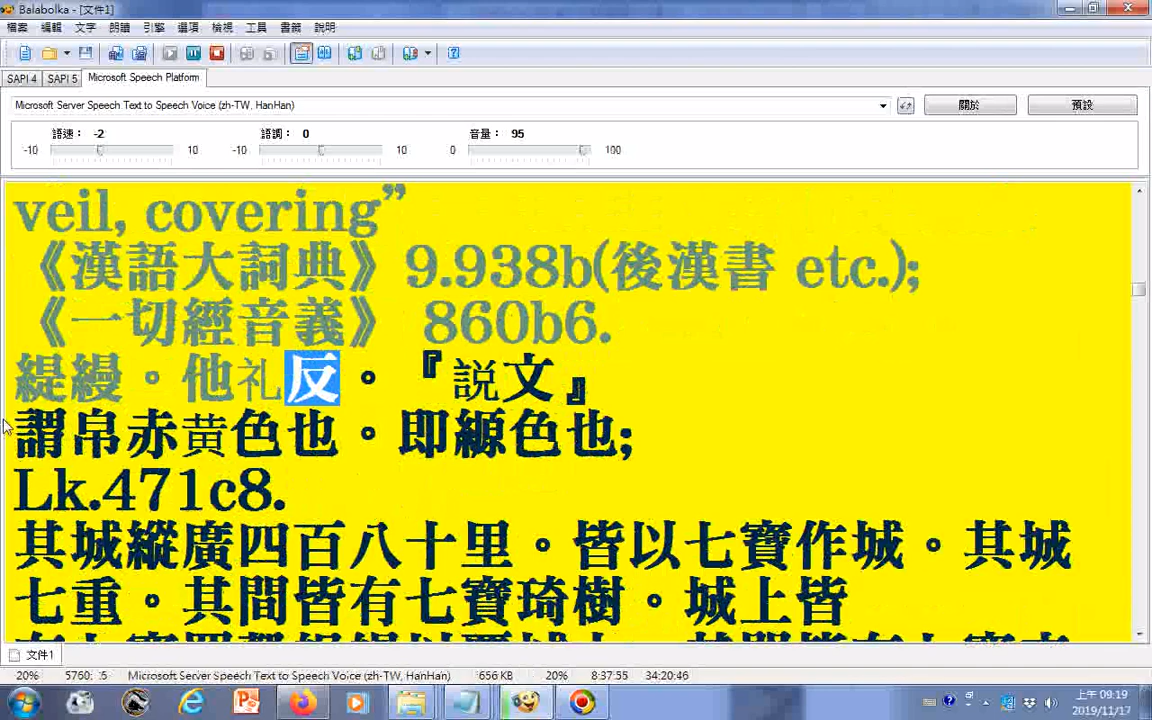 Balabolka - [文件1]
檔案 編輯 文字 朗讀 引擎 選項 檢視 工具 書籤 說明
SAPI 4 SAPI 5 Microsoft Speech Platform
Microsoft Server Speech Text to Speech Voice (zh-TW, HanHan) 關於 預設
語速： -2 語調： 0 音量： 95
-10 10 -10 10 0 100
veil, covering”
《漢語大詞典》 9.938b(後漢書 etc.);
《一切經音義》 860b6.
緹縵。他礼反。『説文』
謂帛赤黄色也。即縓色也;
Lk.471c8.
其城縱廣四百八十里。皆以七寶作城。其城
七重。其間皆有七寶琦樹。城上皆
文件1
20% 5760: :5 Microsoft Server Speech Text to Speech Voice (zh-TW, HanHan) 656 KB 20% 8:37:55 34:20:46
上午 09:19
2019/11/17